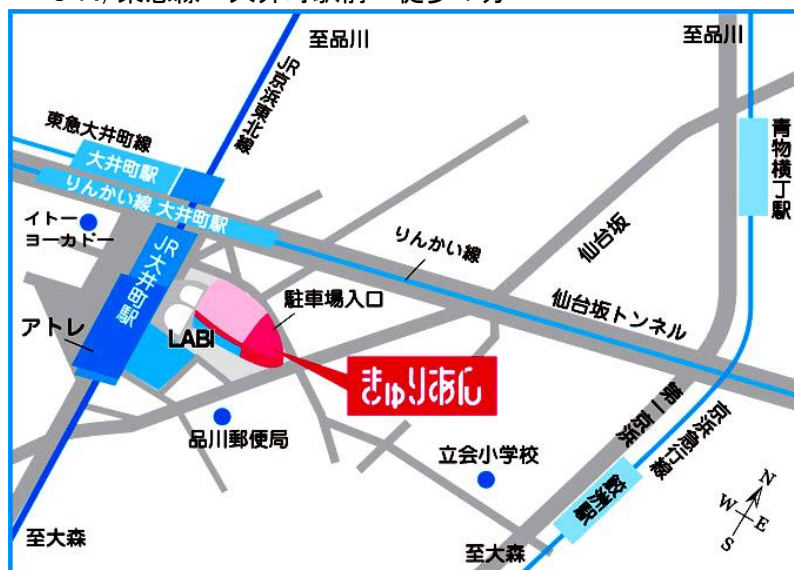 至品川
至品川
JR京浜東北線
東急大井町線
大井町駅
りんかい線 大井町駅
青物横丁駅
イトー
ヨーカドー
JR大井町駅
りんかい線
仙台坂
駐車場入口
仙台坂トンネル
アトレ
LABI
きゅりあん
品川郵便局
第一京浜
京浜急行線
立会小学校
鮫洲駅
N
W
E
S
至大森
至大森